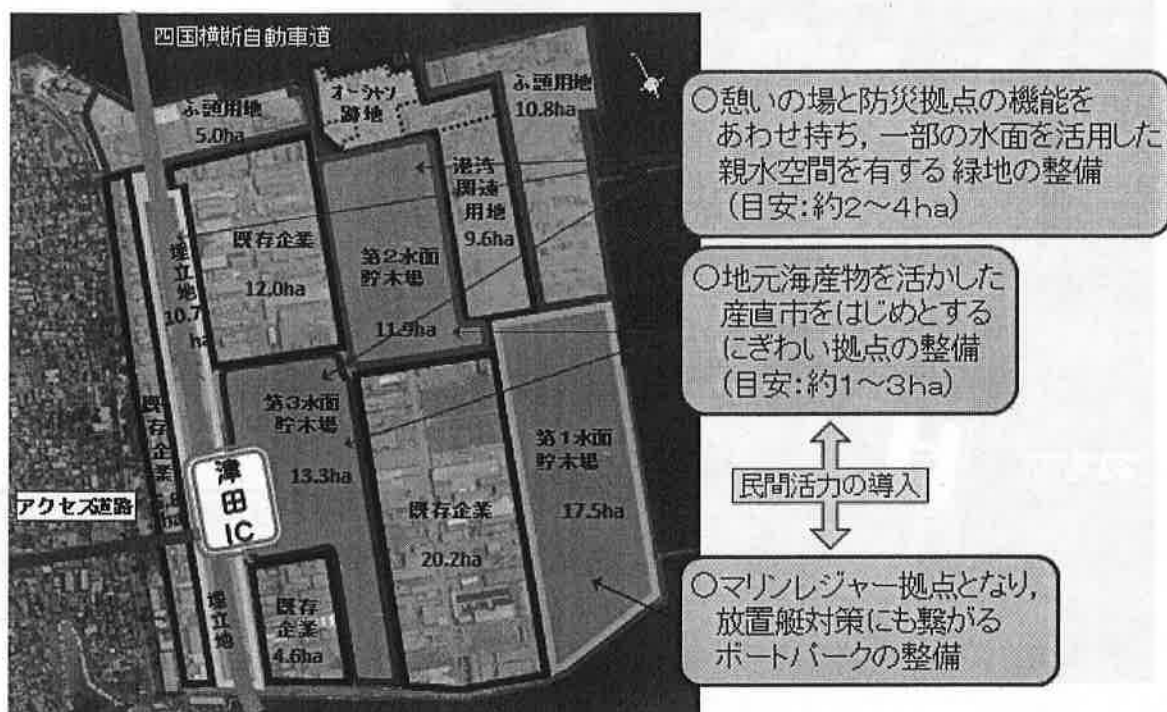 四国横断自動車道
ふ頭用地
5.0ha
オーシャン
跡地
ふ頭用地
10.8ha
港湾
関連
用地
9.6ha
既存企業
12.0ha
第2水面
貯木場
11.9ha
埋立地
10.7
ha
既存企業
第3水面
貯木場
13.3ha
第1水面
貯木場
17.5ha
既存企業
20.2ha
津田
IC
アクセス道路
埋立地
既存
企業
4.6ha
○憩いの場と防災拠点の機能を
あわせ持ち,一部の水面を活用した
親水空間を有する緑地の整備
(目安:約2～4ha)
○地元海産物を活かした
産直市をはじめとする
にぎわい拠点の整備
(目安:約1～3ha)
民間活力の導入
○マリンレジャー拠点となり,
放置艇対策にも繋がる
ボートパークの整備